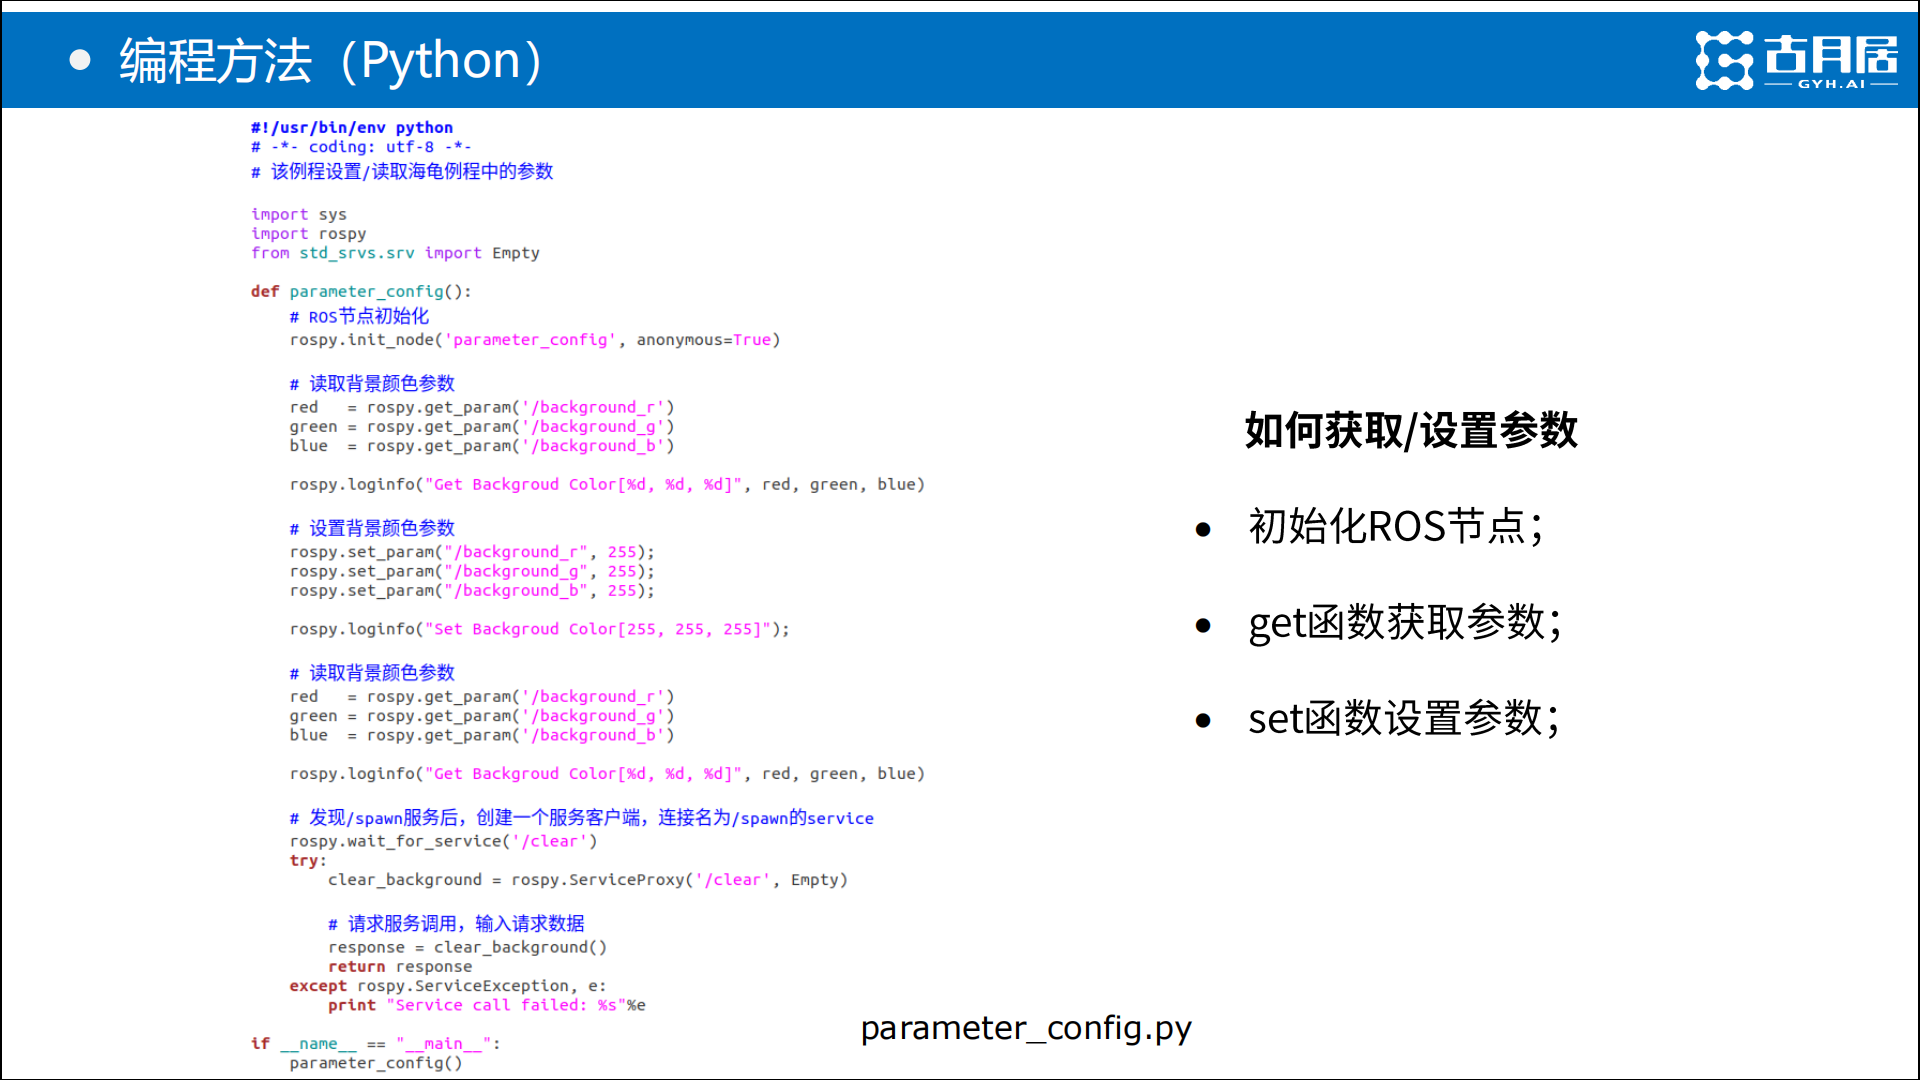 • 编程方法（Python）
古月居
GYH.AI
#!/usr/bin/env python
# -*- coding: utf-8 -*-
# 该例程设置/读取海龟例程中的参数
import sys
import rospy
from std_srvs.srv import Empty
def parameter_config():
    # ROS节点初始化
    rospy.init_node('parameter_config', anonymous=True)
    # 读取背景颜色参数
    red   = rospy.get_param('/background_r')
    green = rospy.get_param('/background_g')
    blue  = rospy.get_param('/background_b')
    rospy.loginfo("Get Backgroud Color[%d, %d, %d]", red, green, blue)
    # 设置背景颜色参数
    rospy.set_param("/background_r", 255);
    rospy.set_param("/background_g", 255);
    rospy.set_param("/background_b", 255);
    rospy.loginfo("Set Backgroud Color[255, 255, 255]");
    # 读取背景颜色参数
    red   = rospy.get_param('/background_r')
    green = rospy.get_param('/background_g')
    blue  = rospy.get_param('/background_b')
    rospy.loginfo("Get Backgroud Color[%d, %d, %d]", red, green, blue)
    # 发现/spawn服务后，创建一个服务客户端，连接名为/spawn的service
    rospy.wait_for_service('/clear')
    try:
        clear_background = rospy.ServiceProxy('/clear', Empty)
        # 请求服务调用，输入请求数据
        response = clear_background()
        return response
    except rospy.ServiceException, e:
        print "Service call failed: %s"%e
if __name__ == "__main__":
    parameter_config()
如何获取/设置参数
• 初始化ROS节点；
• get函数获取参数；
• set函数设置参数；
parameter_config.py